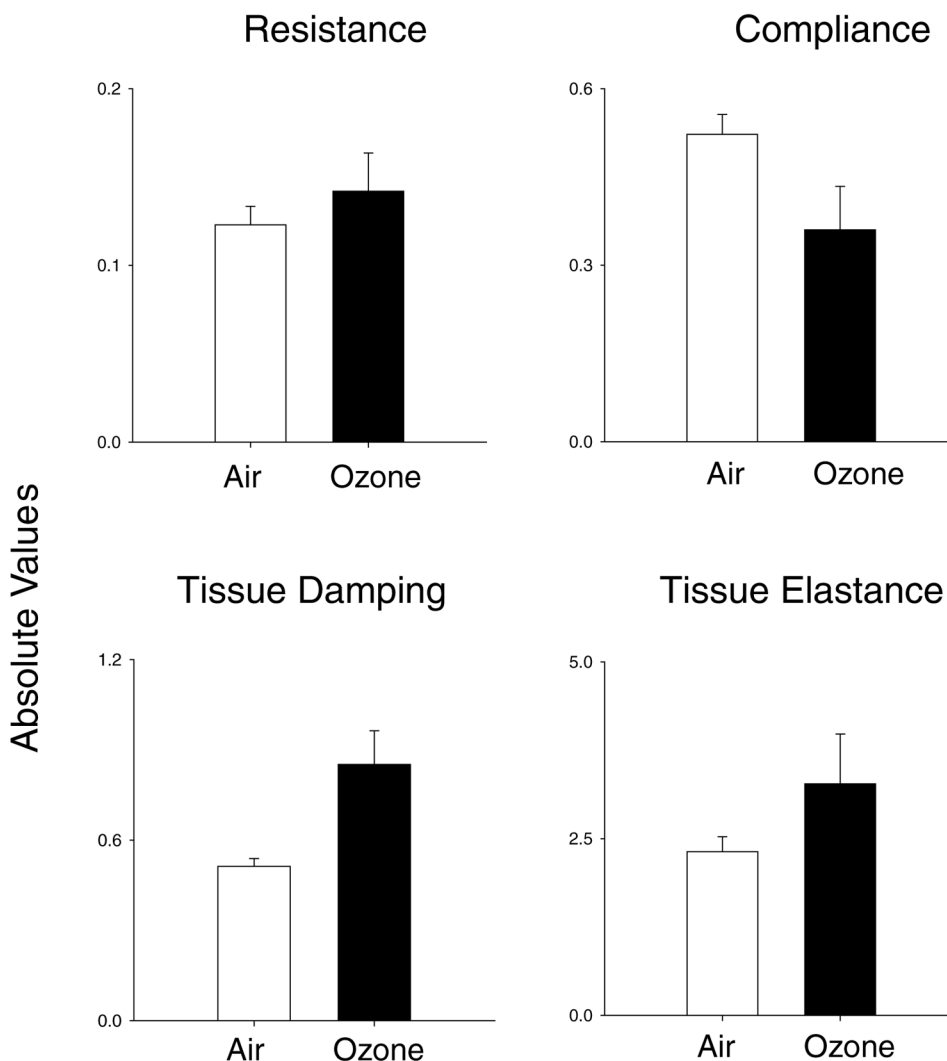 Resistance
0.2
0.1
0.0
Air Ozone
Compliance
0.6
0.3
0.0
Air Ozone
Absolute Values
Tissue Damping
1.2
0.6
0.0
Air Ozone
Tissue Elastance
5.0
2.5
0.0
Air Ozone